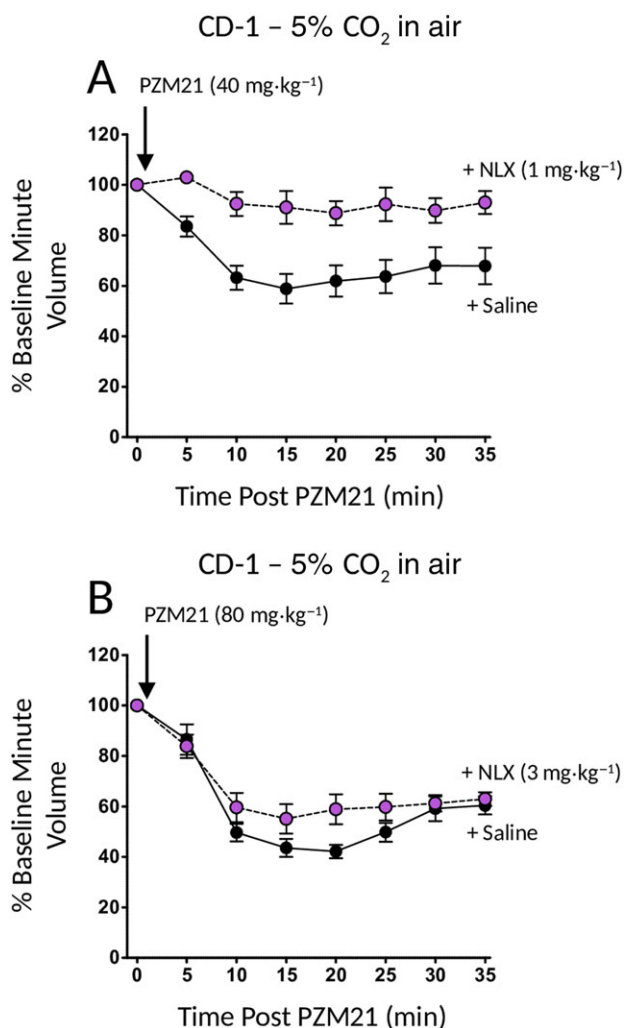 CD-1 – 5% CO₂ in air
A
PZM21 (40 mg·kg⁻¹)
120
100
80
60
40
20
0
% Baseline Minute
Volume
+ NLX (1 mg·kg⁻¹)
+ Saline
0 5 10 15 20 25 30 35
Time Post PZM21 (min)
CD-1 – 5% CO₂ in air
B
PZM21 (80 mg·kg⁻¹)
120
100
80
60
40
20
0
% Baseline Minute
Volume
+ NLX (3 mg·kg⁻¹)
+ Saline
0 5 10 15 20 25 30 35
Time Post PZM21 (min)